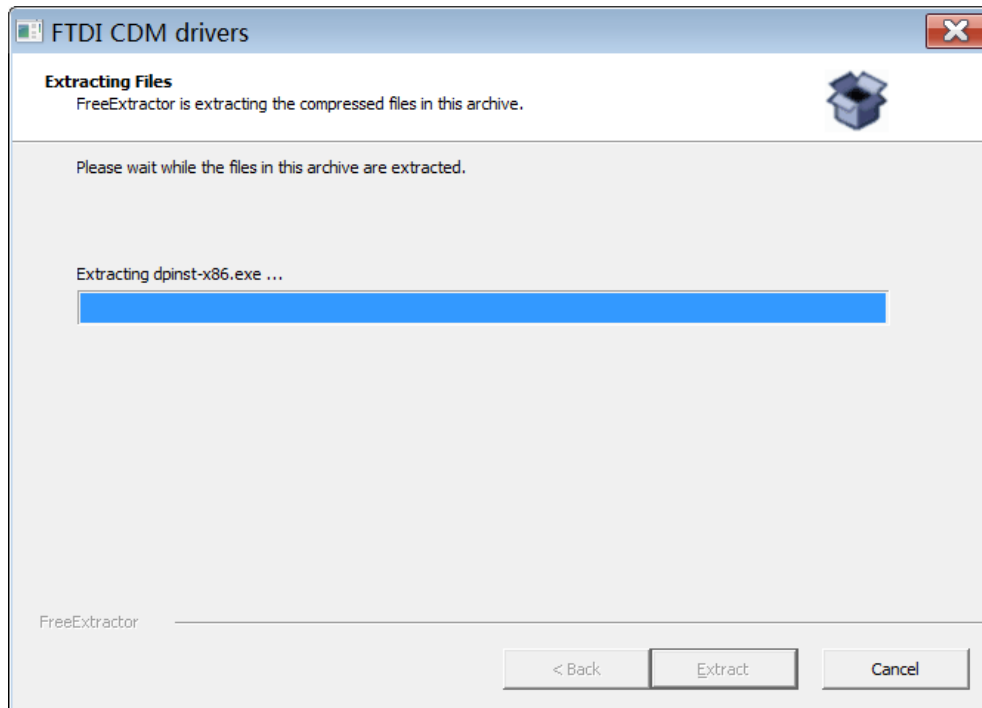 FTDI CDM drivers
Extracting Files
FreeExtractor is extracting the compressed files in this archive.
Please wait while the files in this archive are extracted.
Extracting dpinst-x86.exe ...
FreeExtractor
< Back
Extract
Cancel